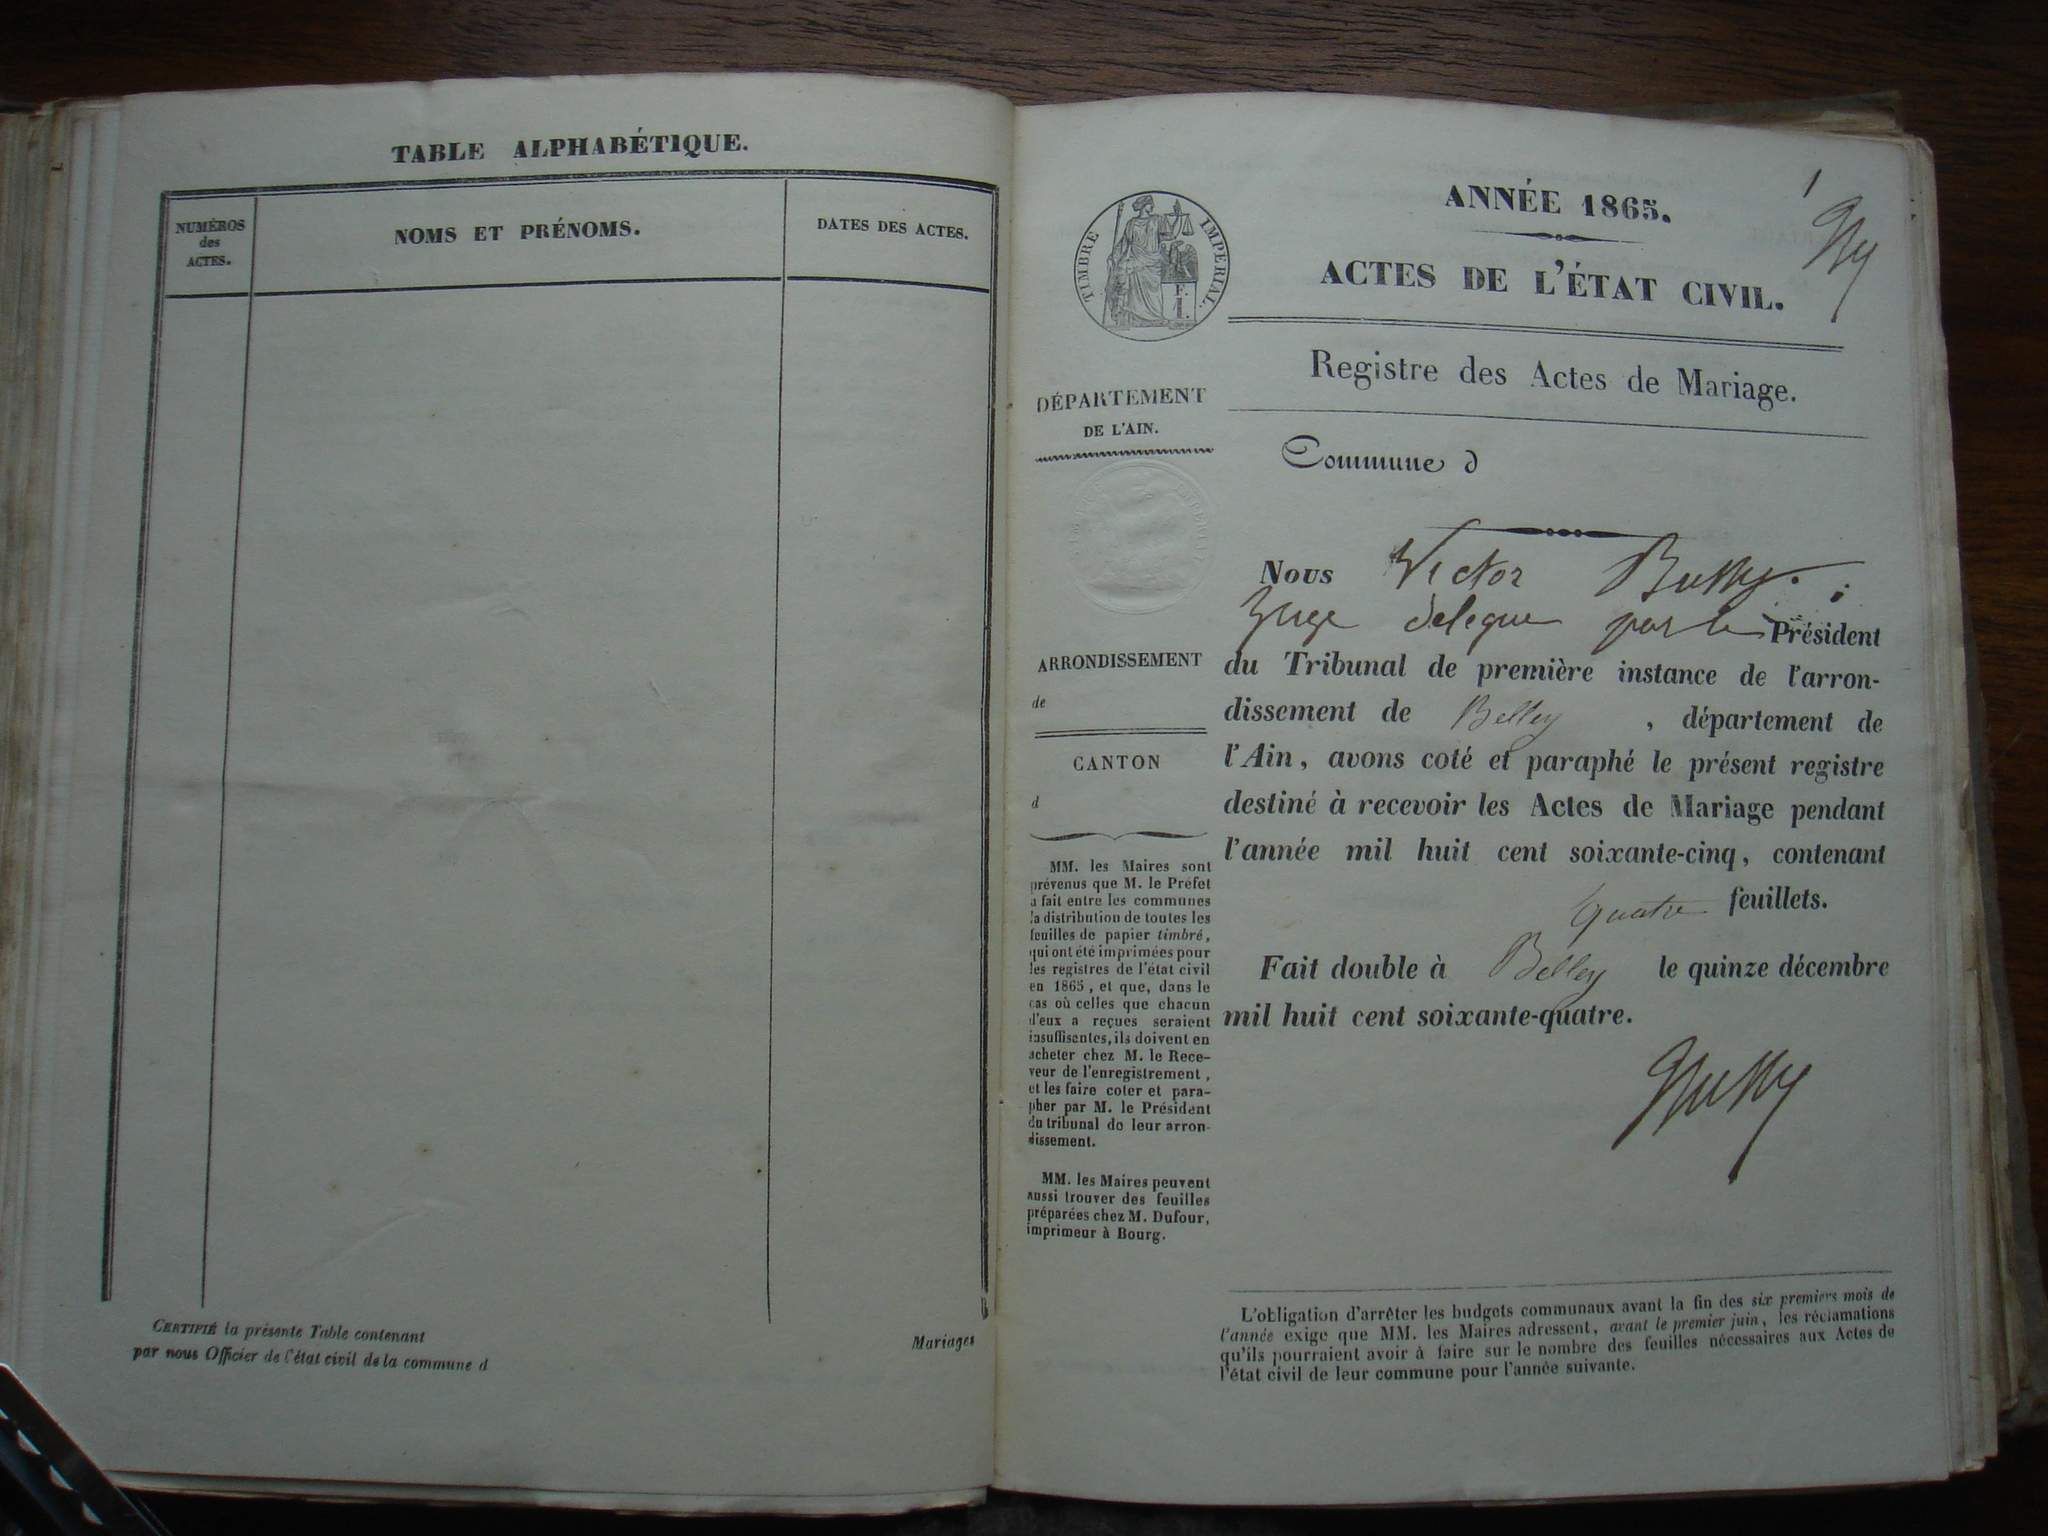 TABLE ALPHABÉTIQUE.
NUMÉROS
des
ACTES.
NOMS ET PRÉNOMS.
DATES DES ACTES.
CERTIFIÉ la présente Table contenant
par nous Officier de l'état civil de la commune d
Mariages
1
TIMBRE IMPERIAL.
ANNÉE 1865.
ACTES DE L'ÉTAT CIVIL.
Registre des Actes de Mariage.
DÉPARTEMENT
DE L'AIN.
Commune d
ARRONDISSEMENT
de
CANTON
d
MM. les Maires sont
prévenus que M. le Préfet
a fait entre les communes
la distribution de toutes les
feuilles de papier timbré,
qui ont été imprimées pour
les registres de l'état civil
en 1865, et que, dans le
cas où celles que chacun
d'eux a reçues seraient
insuffisentes, ils doivent en
acheter chez M. le Rece-
veur de l'enregistrement,
et les faire coter et para-
pher par M. le Président
du tribunal de leur arron-
dissement.
MM. les Maires peuvent
aussi trouver des feuilles
préparées chez M. Dufour,
imprimeur à Bourg.
Nous Victor Bussy.
Juge delegue par le Président
du Tribunal de première instance de l'arron-
dissement de Belley, département de
l'Ain, avons coté et paraphé le présent registre
destiné à recevoir les Actes de Mariage pendant
l'année mil huit cent soixante-cinq, contenant
quatre feuillets.
Fait double à Belley le quinze décembre
mil huit cent soixante-quatre.
Bussy
L'obligation d'arrêter les budgets communaux avant la fin des six premiers mois de
l'année exige que MM. les Maires adressent, avant le premier juin, les réclamations
qu'ils pourraient avoir à faire sur le nombre des feuilles nécessaires aux Actes de
l'état civil de leur commune pour l'année suivante.